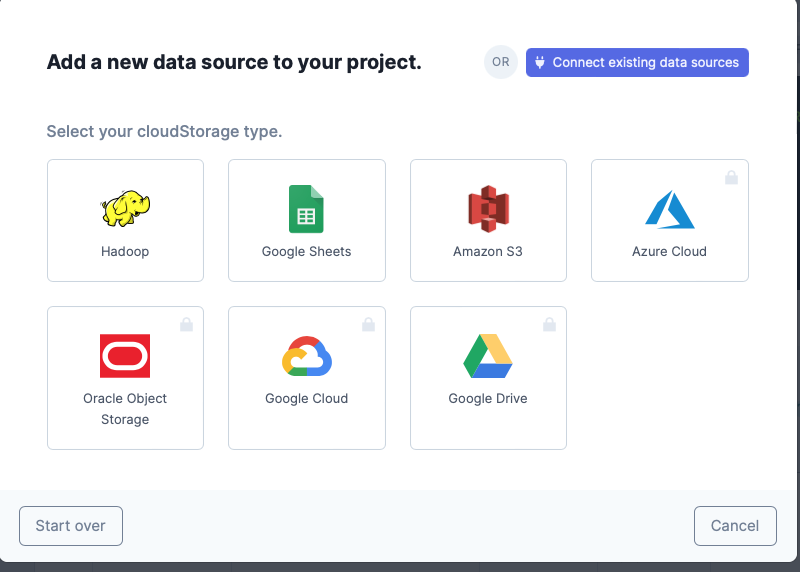 Add a new data source to your project.
OR
Connect existing data sources
Select your cloudStorage type.
Hadoop
Google Sheets
Amazon S3
Azure Cloud
Oracle Object
Storage
Google Cloud
Google Drive
Start over
Cancel